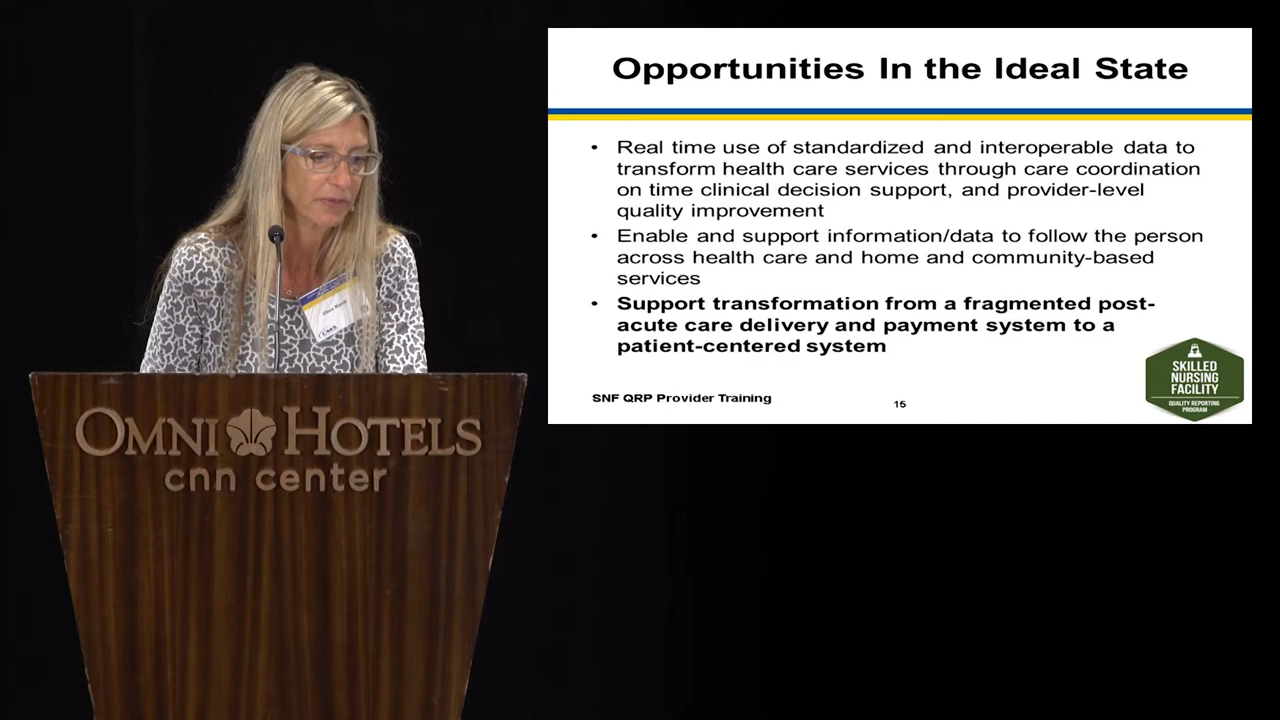 Opportunities In the Ideal State
• Real time use of standardized and interoperable data to
transform health care services through care coordination
on time clinical decision support, and provider-level
quality improvement
• Enable and support information/data to follow the person
across health care and home and community-based
services
• Support transformation from a fragmented post-
acute care delivery and payment system to a
patient-centered system
SNF QRP Provider Training
15
SKILLED
NURSING
FACILITY
QUALITY REPORTING
PROGRAM
CMS
OMNI HOTELS
cnn center